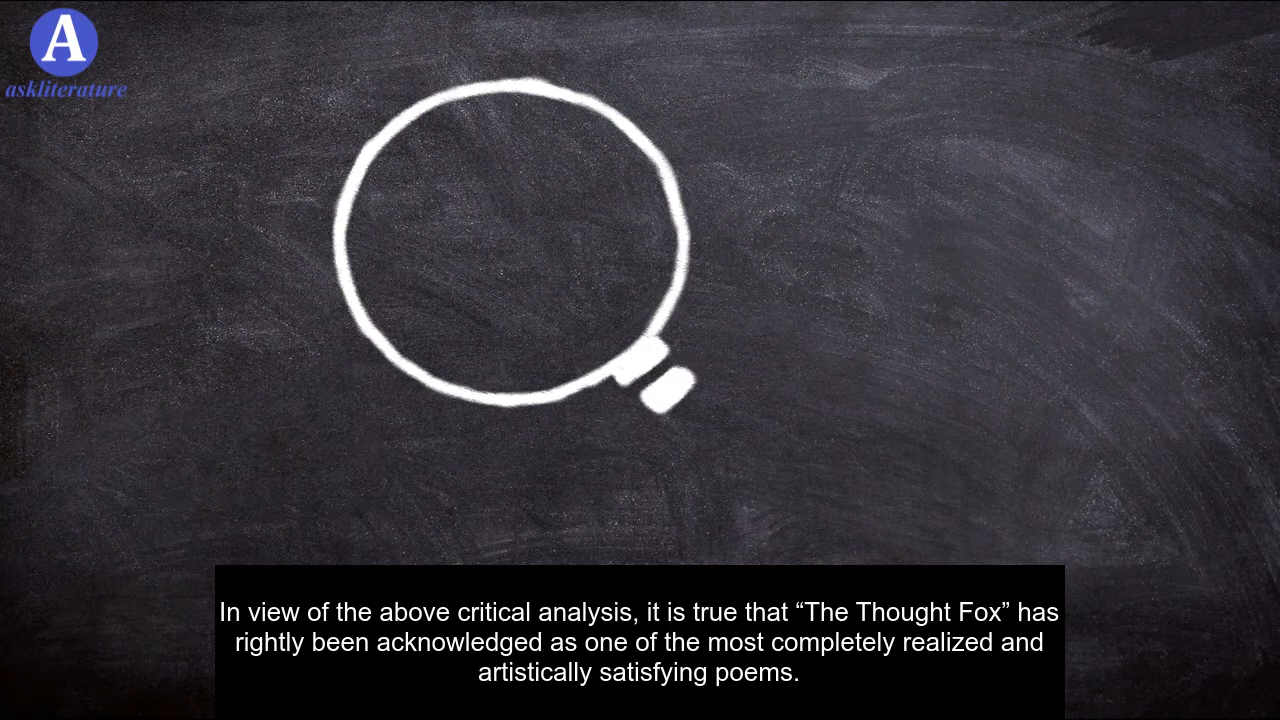 A
askliterature
In view of the above critical analysis, it is true that “The Thought Fox” has
rightly been acknowledged as one of the most completely realized and
artistically satisfying poems.